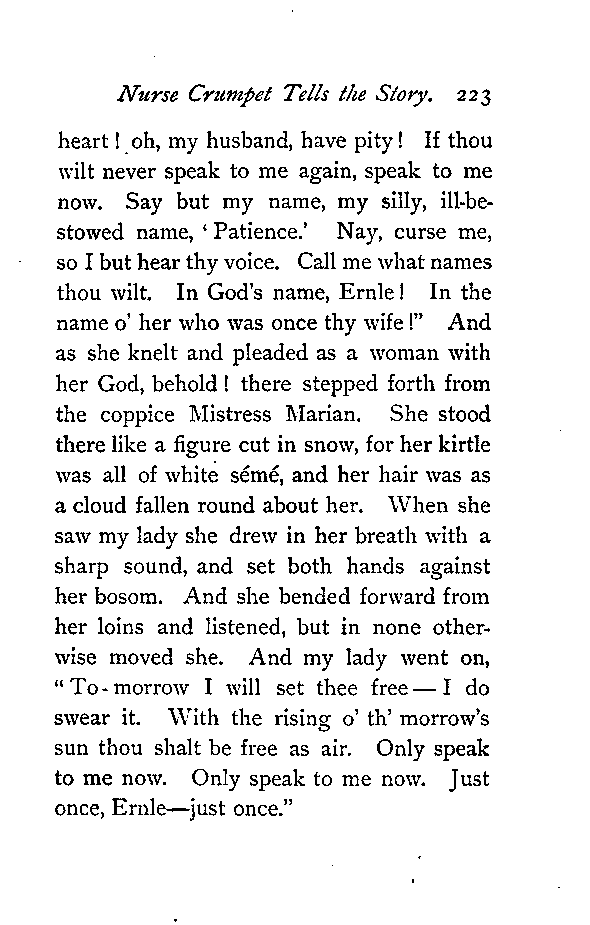 Nurse Crumpet Tells the Story. 223
heart! oh, my husband, have pity! If thou
wilt never speak to me again, speak to me
now. Say but my name, my silly, ill-be-
stowed name, ‘Patience.’ Nay, curse me,
so I but hear thy voice. Call me what names
thou wilt. In God's name, Ernle! In the
name o' her who was once thy wife!” And
as she knelt and pleaded as a woman with
her God, behold! there stepped forth from
the coppice Mistress Marian. She stood
there like a figure cut in snow, for her kirtle
was all of white sémé, and her hair was as
a cloud fallen round about her. When she
saw my lady she drew in her breath with a
sharp sound, and set both hands against
her bosom. And she bended forward from
her loins and listened, but in none other-
wise moved she. And my lady went on,
“To-morrow I will set thee free—I do
swear it. With the rising o' th' morrow's
sun thou shalt be free as air. Only speak
to me now. Only speak to me now. Just
once, Ernle—just once.”